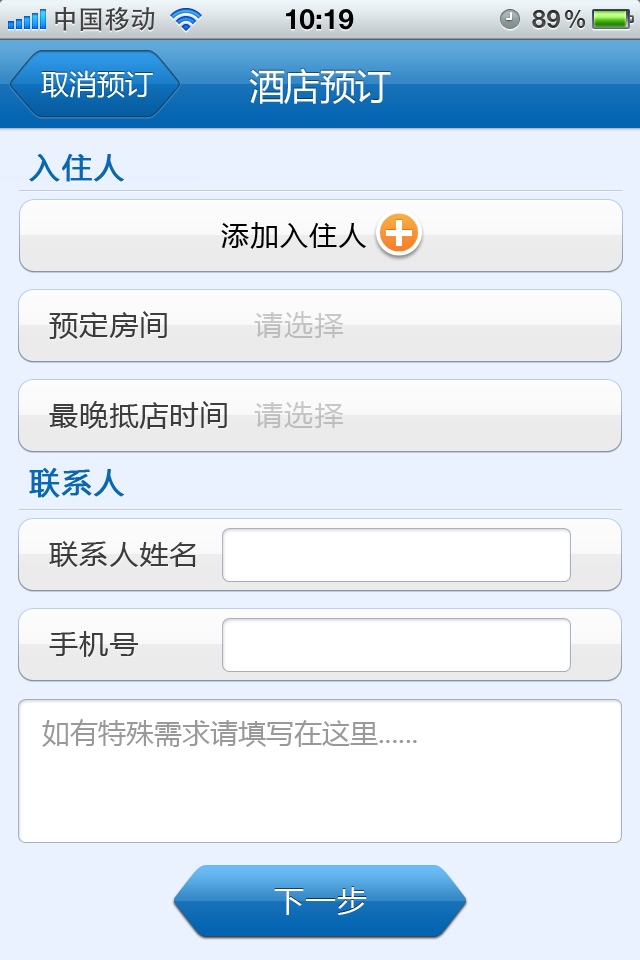 中国移动 10:19 89%
取消预订 酒店预订
入住人
添加入住人
预定房间 请选择
最晚抵店时间 请选择
联系人
联系人姓名
手机号
如有特殊需求请填写在这里......
下一步